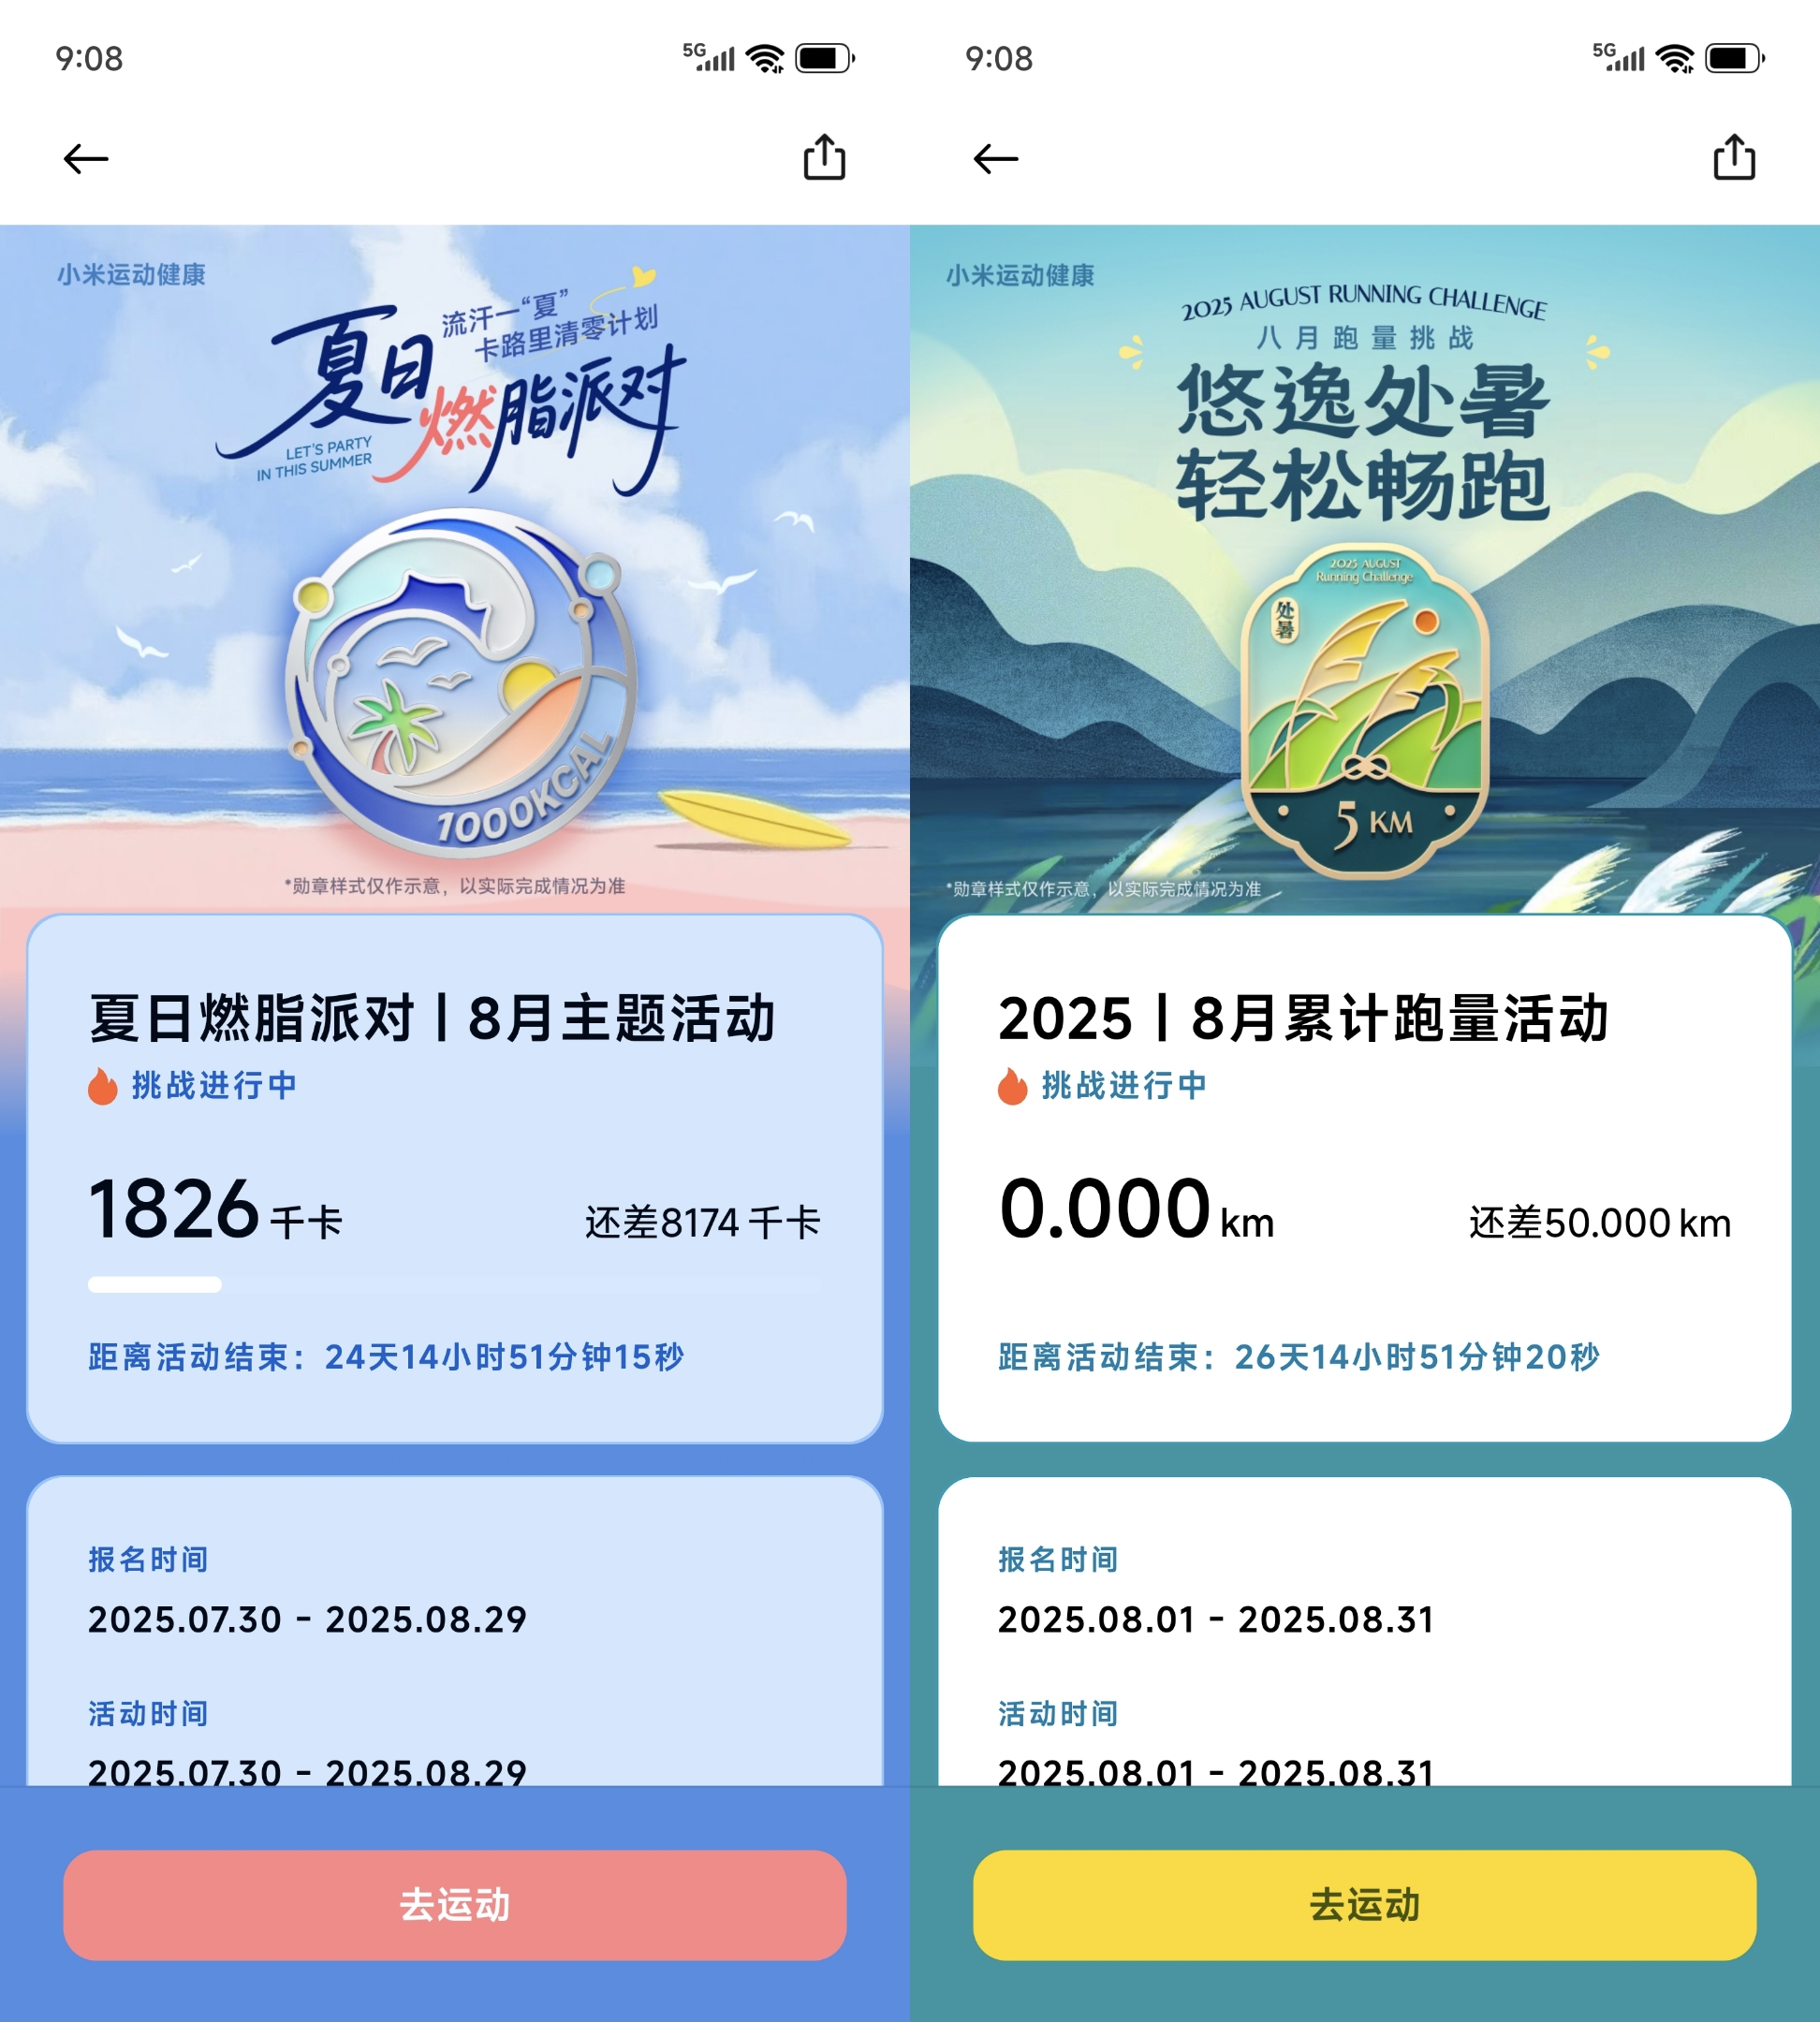 9:08
5G
小米运动健康
夏日
流汗一“夏”
卡路里清零计划
燃脂派对
LET'S PARTY
IN THIS SUMMER
1000KCAL
*勋章样式仅作示意，以实际完成情况为准
夏日燃脂派对丨8月主题活动
挑战进行中
1826千卡
还差8174千卡
距离活动结束：24天14小时51分钟15秒
报名时间
2025.07.30 - 2025.08.29
活动时间
2025.07.30 - 2025.08.29
去运动
9:08
5G
小米运动健康
2025 AUGUST RUNNING CHALLENGE
八月跑量挑战
悠逸处暑
轻松畅跑
2025 AUGUST
Running Challenge
处暑
5 KM
*勋章样式仅作示意，以实际完成情况为准
2025丨8月累计跑量活动
挑战进行中
0.000km
还差50.000km
距离活动结束：26天14小时51分钟20秒
报名时间
2025.08.01 - 2025.08.31
活动时间
2025.08.01 - 2025.08.31
去运动